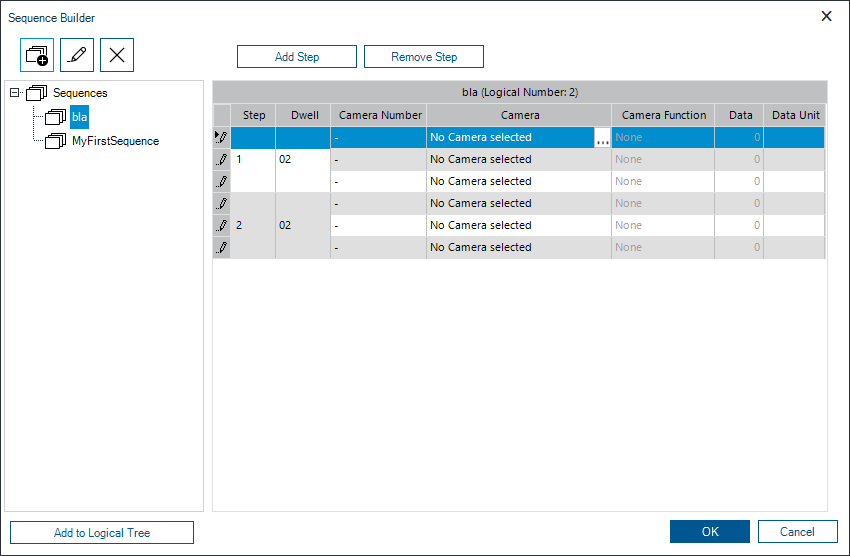 Sequence Builder
Add Step Remove Step
Sequences
bla
MyFirstSequence
bla (Logical Number: 2)
Step Dwell Camera Number Camera Camera Function Data Data Unit
- No Camera selected ... None 0
1 02 - No Camera selected None 0
- No Camera selected None 0
- No Camera selected None 0
2 02 - No Camera selected None 0
- No Camera selected None 0
Add to Logical Tree
OK Cancel